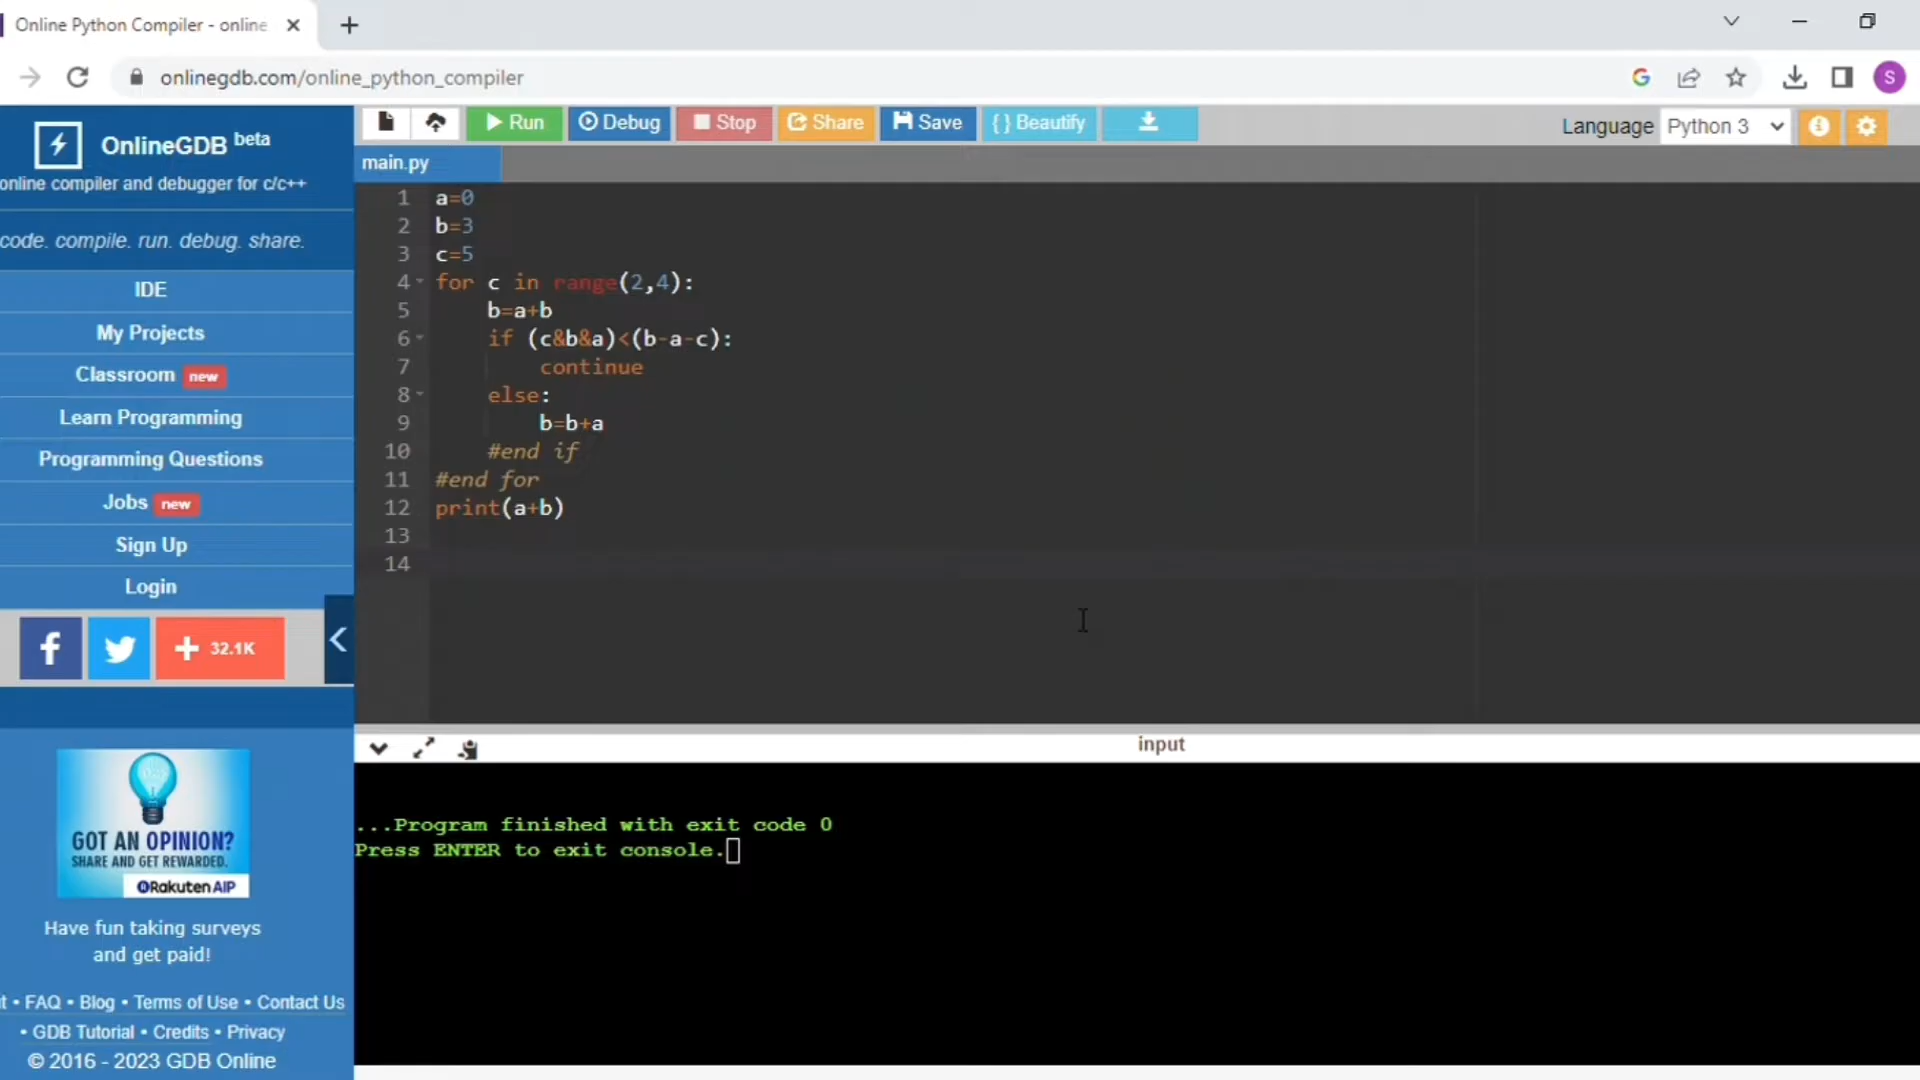 Online Python Compiler - online
onlinegdb.com/online_python_compiler
S
OnlineGDB beta
online compiler and debugger for c/c++
code. compile. run. debug. share.
IDE
My Projects
Classroom new
Learn Programming
Programming Questions
Jobs new
Sign Up
Login
32.1K
GOT AN OPINION?
SHARE AND GET REWARDED.
Rakuten AIP
Have fun taking surveys
and get paid!
• FAQ • Blog • Terms of Use • Contact Us
• GDB Tutorial • Credits • Privacy
© 2016 - 2023 GDB Online
Run Debug Stop Share Save {} Beautify
Language Python 3
main.py
1 a=0
2 b=3
3 c=5
4 for c in range(2,4):
5 b=a+b
6 if (c&b&a)<(b-a-c):
7 continue
8 else:
9 b=b+a
10 #end if
11 #end for
12 print(a+b)
13
14
input
...Program finished with exit code 0
Press ENTER to exit console.